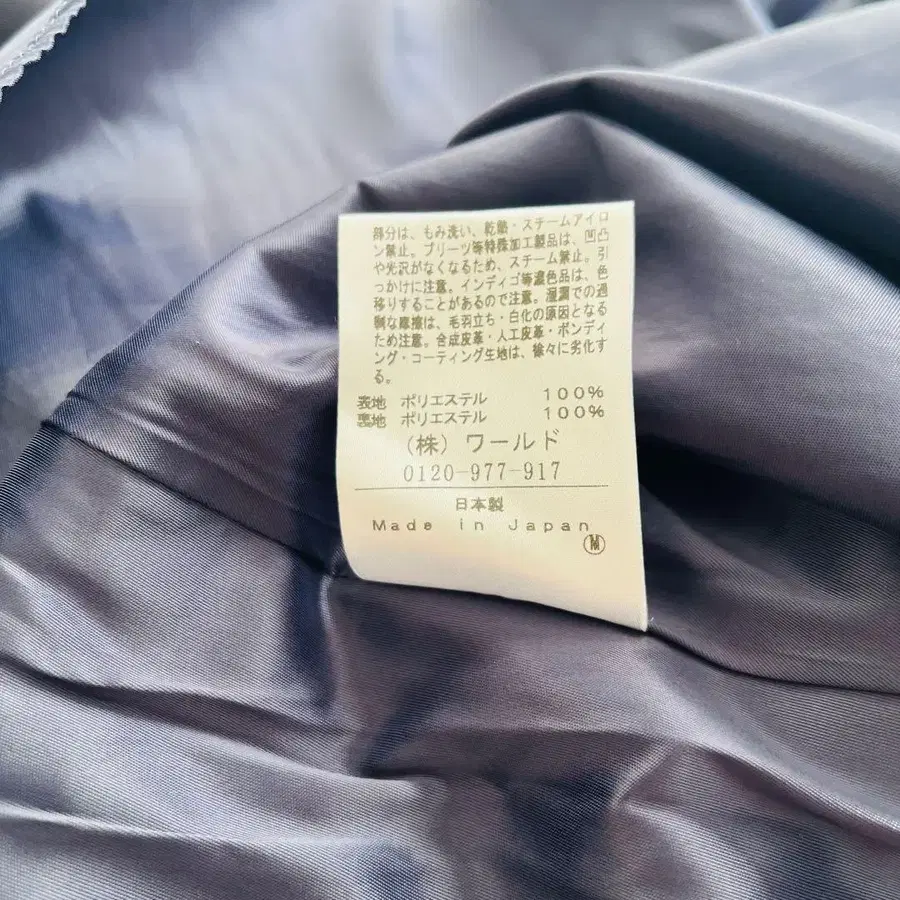 部分は、もみ洗い、乾燥・スチームアイロ
ン禁止。プリーツ等特殊加工製品は、凹凸
や光沢がなくなるため、スチーム禁止。引
っかけに注意。インディゴ等濃色品は、色
移りすることがあるので注意。湿潤での過
剰な摩擦は、毛羽立ち・白化の原因となる
ため注意。合成皮革・人工皮革・ボンディ
ング・コーティング生地は、徐々に劣化す
る。
表地 ポリエステル 100%
裏地 ポリエステル 100%
(株) ワールド
0120-977-917
日本製
Made in Japan
Ⓜ